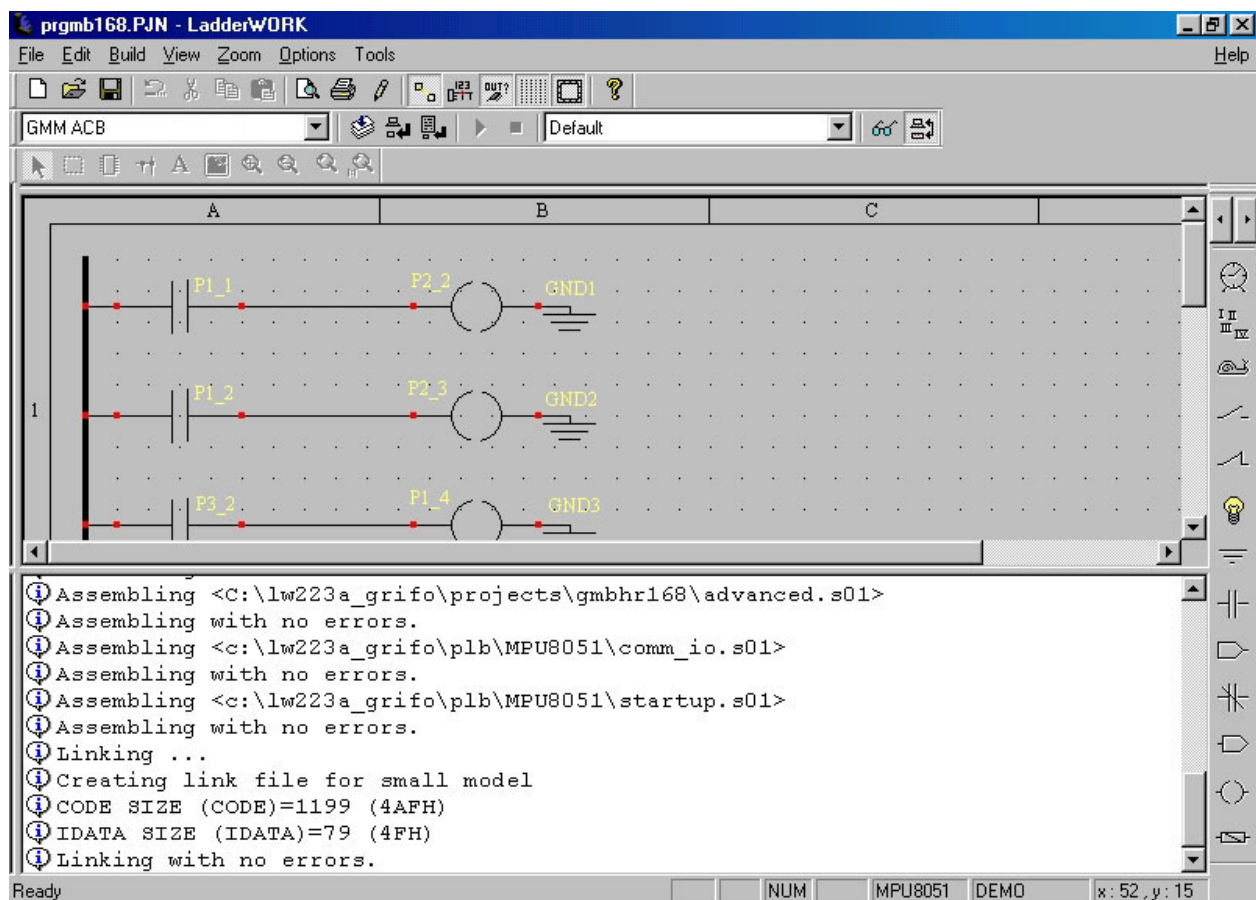 prgmb168.PJN - LadderWORK
File Edit Build View Zoom Options Tools Help
GMM ACB Default
A B C
P1_1 P2_2 GND1
1
P1_2 P2_3 GND2
P3_2 P1_4 GND3
Assembling <C:\lw223a_grifo\projects\gmbhr168\advanced.s01>
Assembling with no errors.
Assembling <c:\lw223a_grifo\plb\MPU8051\comm_io.s01>
Assembling with no errors.
Assembling <c:\lw223a_grifo\plb\MPU8051\startup.s01>
Assembling with no errors.
Linking ...
Creating link file for small model
CODE SIZE (CODE)=1199 (4AFH)
IDATA SIZE (IDATA)=79 (4FH)
Linking with no errors.
Ready NUM MPU8051 DEMO x: 52 , y: 15